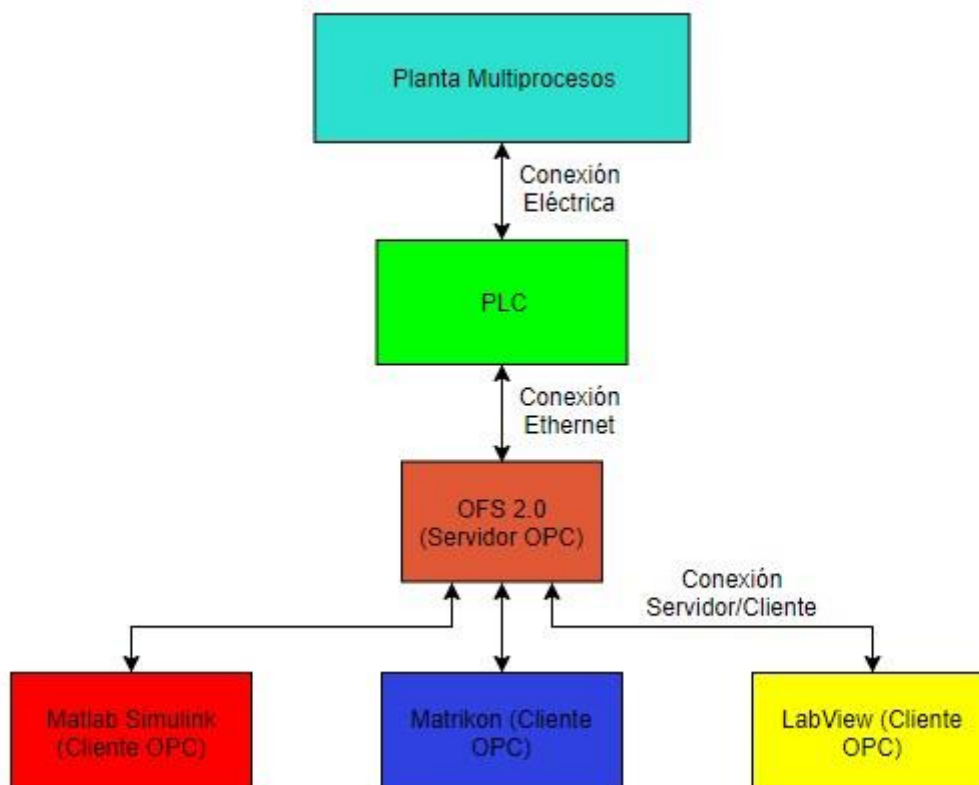 Planta Multiprocesos
Conexión
Eléctrica
PLC
Conexión
Ethernet
OFS 2.0
(Servidor OPC)
Conexión
Servidor/Cliente
Matlab Simulink
(Cliente OPC)
Matrikon (Cliente
OPC)
LabView (Cliente
OPC)